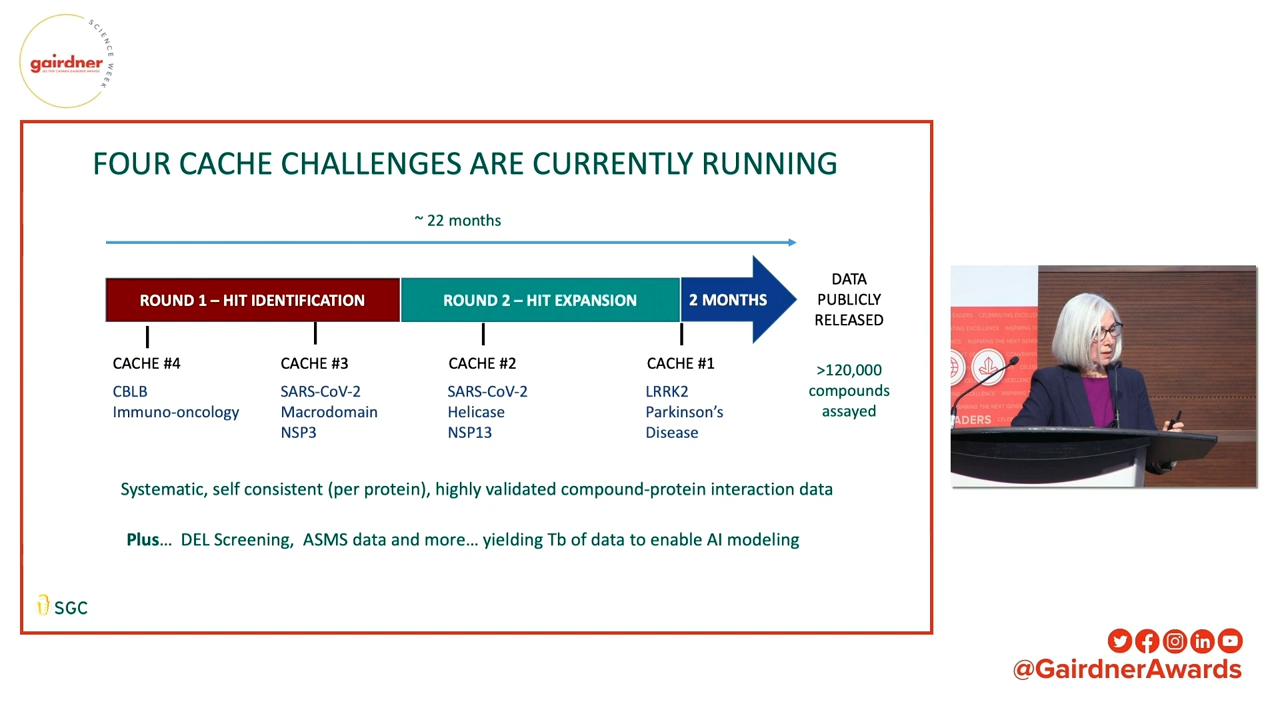 gairdner
SCIENCE WEEK
FOUR CACHE CHALLENGES ARE CURRENTLY RUNNING
~ 22 months
ROUND 1 – HIT IDENTIFICATION
ROUND 2 – HIT EXPANSION
2 MONTHS
DATA
PUBLICLY
RELEASED
CACHE #4
CBLB
Immuno-oncology
CACHE #3
SARS-CoV-2
Macrodomain
NSP3
CACHE #2
SARS-CoV-2
Helicase
NSP13
CACHE #1
LRRK2
Parkinson's
Disease
>120,000
compounds
assayed
Systematic, self consistent (per protein), highly validated compound-protein interaction data
Plus… DEL Screening, ASMS data and more… yielding Tb of data to enable AI modeling
SGC
@GairdnerAwards